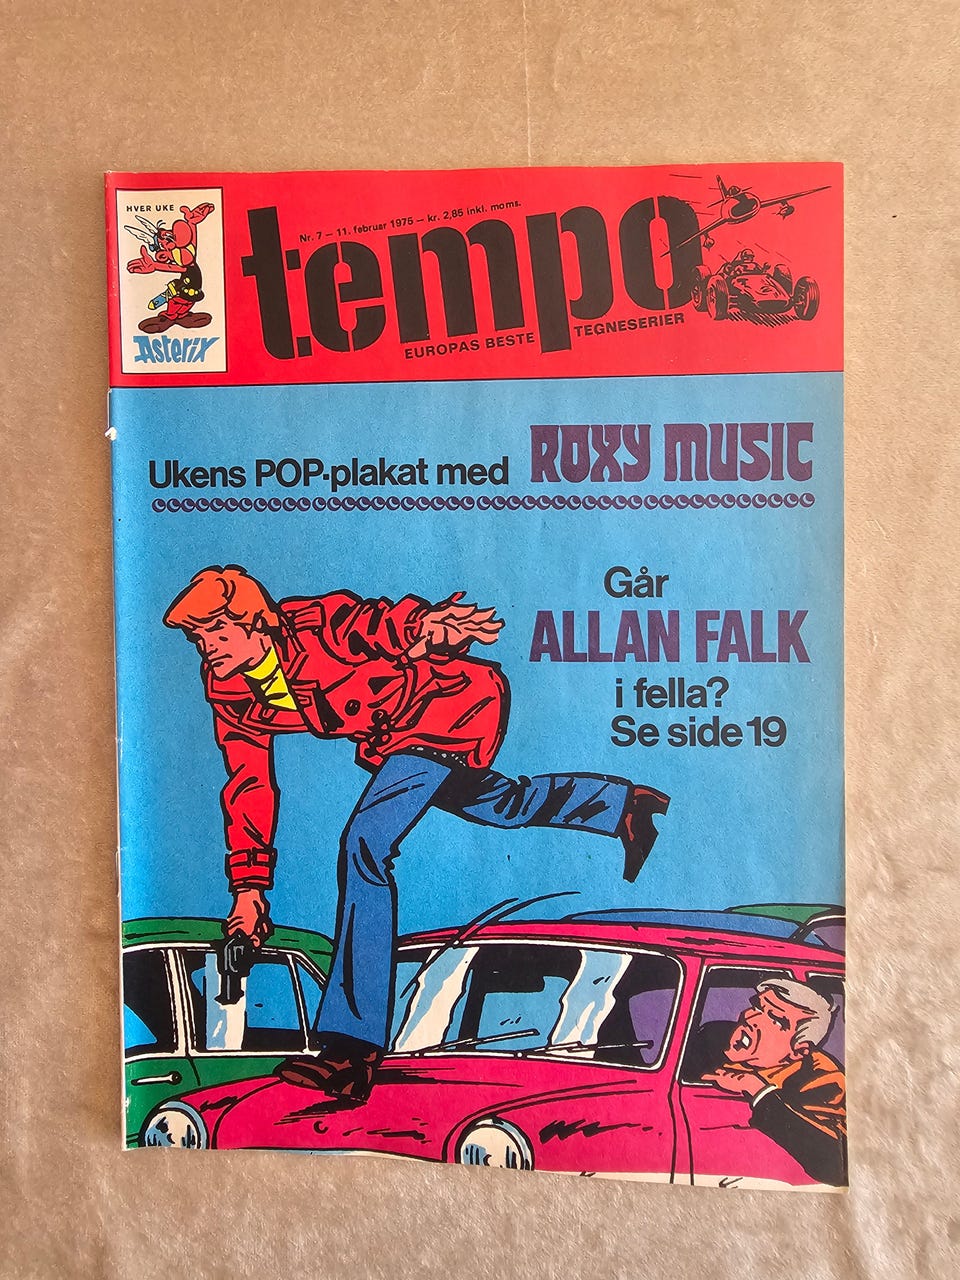 HVER UKE
Asterix
Nr. 7 – 11. februar 1975 – kr. 2,85 inkl. moms.
tempo
EUROPAS BESTE TEGNESERIER
Ukens POP-plakat med ROXY MUSIC
Går
ALLAN FALK
i fella?
Se side 19